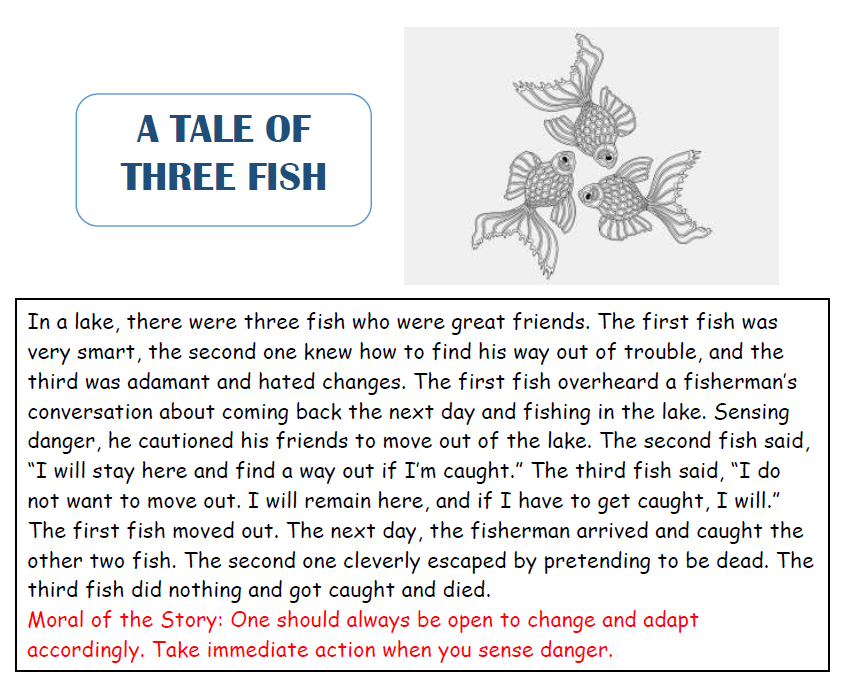 A TALE OF
THREE FISH
In a lake, there were three fish who were great friends. The first fish was
very smart, the second one knew how to find his way out of trouble, and the
third was adamant and hated changes. The first fish overheard a fisherman’s
conversation about coming back the next day and fishing in the lake. Sensing
danger, he cautioned his friends to move out of the lake. The second fish said,
“I will stay here and find a way out if I’m caught.” The third fish said, “I do
not want to move out. I will remain here, and if I have to get caught, I will.”
The first fish moved out. The next day, the fisherman arrived and caught the
other two fish. The second one cleverly escaped by pretending to be dead. The
third fish did nothing and got caught and died.
Moral of the Story: One should always be open to change and adapt
accordingly. Take immediate action when you sense danger.